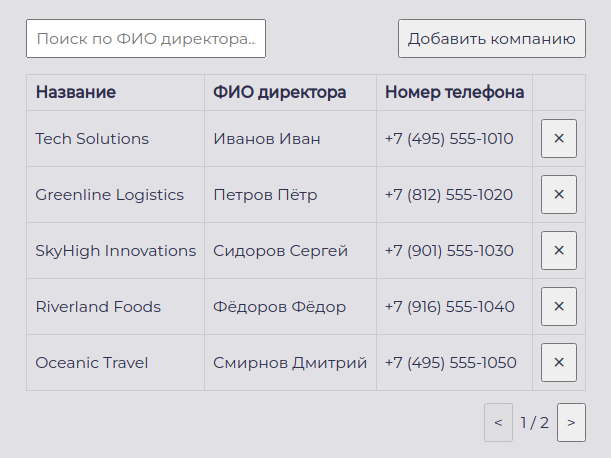 Поиск по ФИО директора... Добавить компанию
Название ФИО директора Номер телефона
Tech Solutions Иванов Иван +7 (495) 555-1010 ×
Greenline Logistics Петров Пётр +7 (812) 555-1020 ×
SkyHigh Innovations Сидоров Сергей +7 (901) 555-1030 ×
Riverland Foods Фёдоров Фёдор +7 (916) 555-1040 ×
Oceanic Travel Смирнов Дмитрий +7 (495) 555-1050 ×
< 1 / 2 >